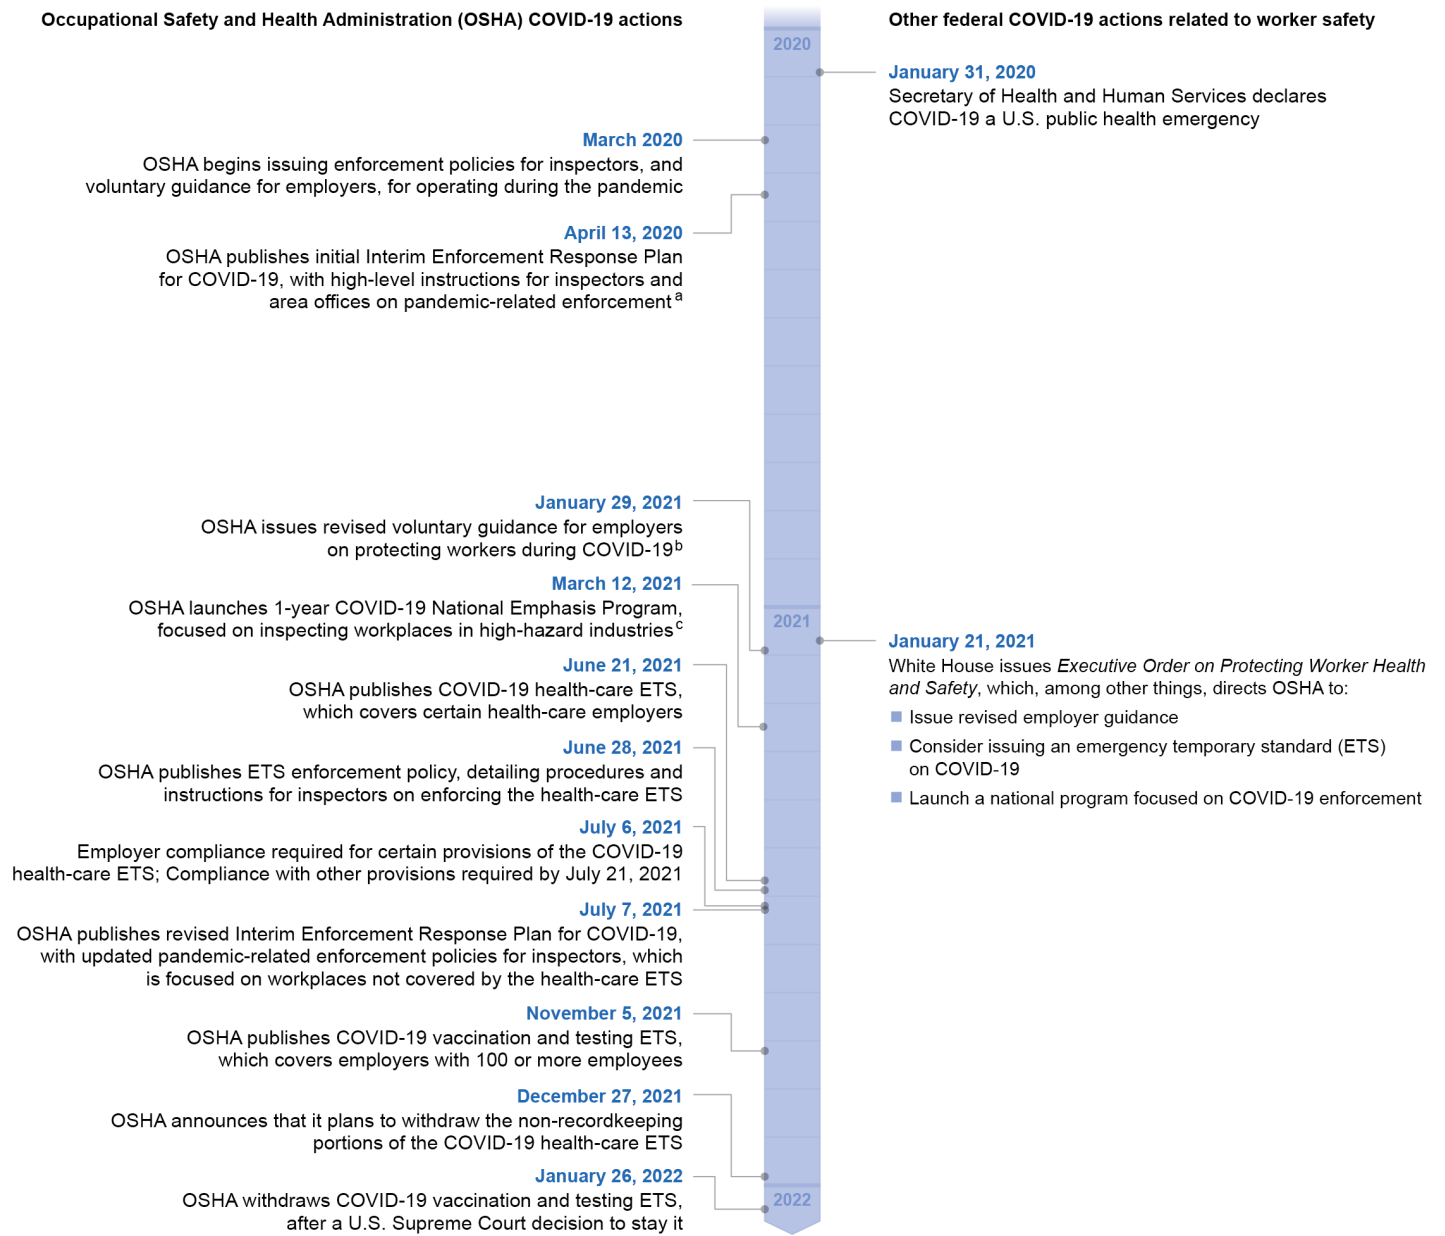 Occupational Safety and Health Administration (OSHA) COVID-19 actions
March 2020
OSHA begins issuing enforcement policies for inspectors, and
voluntary guidance for employers, for operating during the pandemic
April 13, 2020
OSHA publishes initial Interim Enforcement Response Plan
for COVID-19, with high-level instructions for inspectors and
area offices on pandemic-related enforcement a
January 29, 2021
OSHA issues revised voluntary guidance for employers
on protecting workers during COVID-19 b
March 12, 2021
OSHA launches 1-year COVID-19 National Emphasis Program,
focused on inspecting workplaces in high-hazard industries c
June 21, 2021
OSHA publishes COVID-19 health-care ETS,
which covers certain health-care employers
June 28, 2021
OSHA publishes ETS enforcement policy, detailing procedures and
instructions for inspectors on enforcing the health-care ETS
July 6, 2021
Employer compliance required for certain provisions of the COVID-19
health-care ETS; Compliance with other provisions required by July 21, 2021
July 7, 2021
OSHA publishes revised Interim Enforcement Response Plan for COVID-19,
with updated pandemic-related enforcement policies for inspectors, which
is focused on workplaces not covered by the health-care ETS
November 5, 2021
OSHA publishes COVID-19 vaccination and testing ETS,
which covers employers with 100 or more employees
December 27, 2021
OSHA announces that it plans to withdraw the non-recordkeeping
portions of the COVID-19 health-care ETS
January 26, 2022
OSHA withdraws COVID-19 vaccination and testing ETS,
after a U.S. Supreme Court decision to stay it
2020
2021
2022
Other federal COVID-19 actions related to worker safety
January 31, 2020
Secretary of Health and Human Services declares
COVID-19 a U.S. public health emergency
January 21, 2021
White House issues Executive Order on Protecting Worker Health
and Safety, which, among other things, directs OSHA to:
Issue revised employer guidance
Consider issuing an emergency temporary standard (ETS)
on COVID-19
Launch a national program focused on COVID-19 enforcement